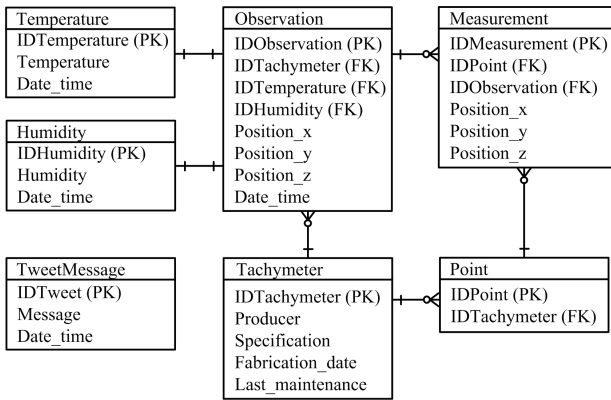 Temperature
IDTemperature (PK)
Temperature
Date_time
Observation
IDObservation (PK)
IDTachymeter (FK)
IDTemperature (FK)
IDHumidity (FK)
Position_x
Position_y
Position_z
Date_time
Measurement
IDMeasurement (PK)
IDPoint (FK)
IDObservation (FK)
Position_x
Position_y
Position_z
Humidity
IDHumidity (PK)
Humidity
Date_time
TweetMessage
IDTweet (PK)
Message
Date_time
Tachymeter
IDTachymeter (PK)
Producer
Specification
Fabrication_date
Last_maintenance
Point
IDPoint (PK)
IDTachymeter (FK)